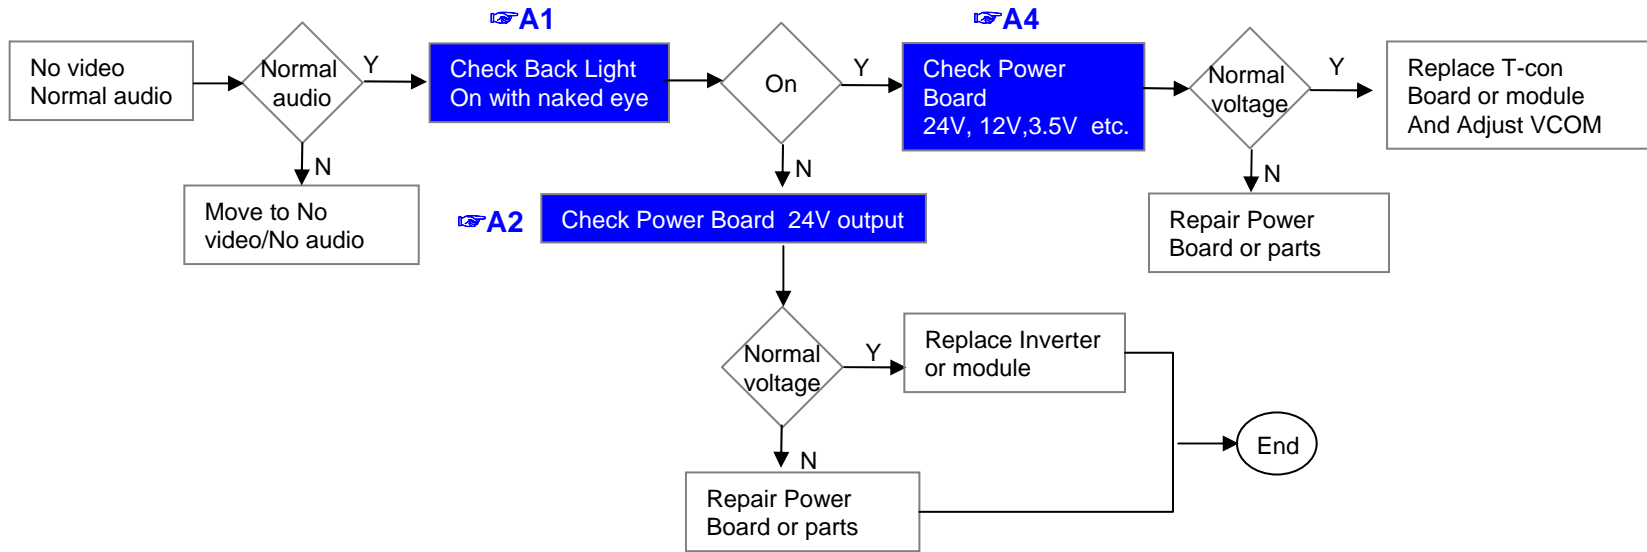 ☞A1
☞A4
No video
Normal audio
Normal
audio
Y
Check Back Light
On with naked eye
On
Y
Check Power
Board
24V, 12V,3.5V etc.
Normal
voltage
Y
Replace T-con
Board or module
And Adjust VCOM
N
Move to No
video/No audio
N
☞A2
Check Power Board 24V output
N
Repair Power
Board or parts
Normal
voltage
Y
Replace Inverter
or module
N
Repair Power
Board or parts
End